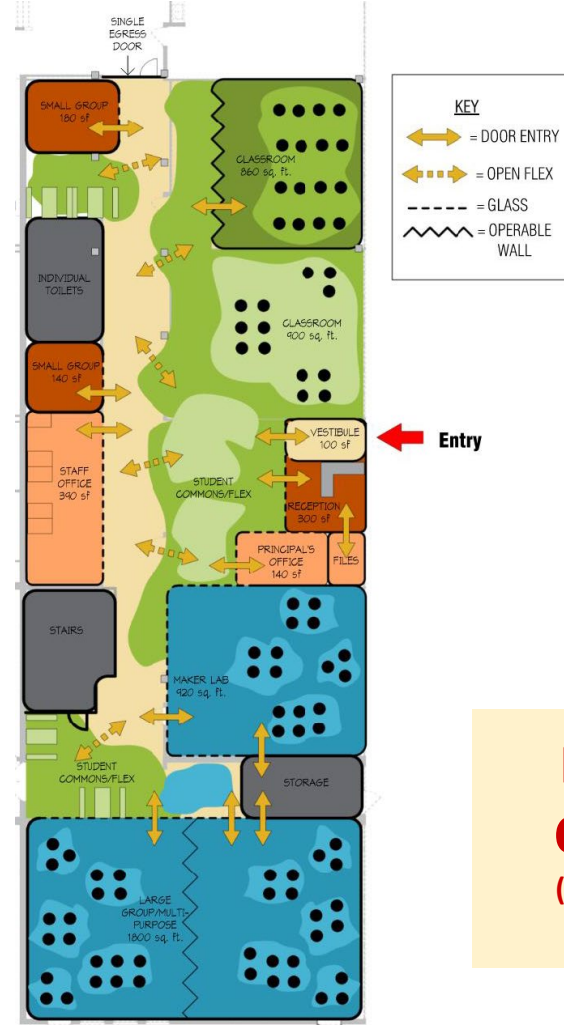 SINGLE
EGRESS
DOOR
SMALL GROUP
180 sf
CLASSROOM
860 sq. ft.
KEY
= DOOR ENTRY
= OPEN FLEX
= GLASS
= OPERABLE
WALL
INDIVIDUAL
TOILETS
CLASSROOM
900 sq. ft.
SMALL GROUP
140 sf
VESTIBULE
100 sf
Entry
STAFF
OFFICE
390 sf
STUDENT
COMMONS/FLEX
RECEPTION
300 sf
PRINCIPAL'S
OFFICE
140 sf
FILES
STAIRS
MAKER LAB
920 sq. ft.
STUDENT
COMMONS/FLEX
STORAGE
LARGE
GROUP/MULTI-
PURPOSE
1800 sq. ft.
(